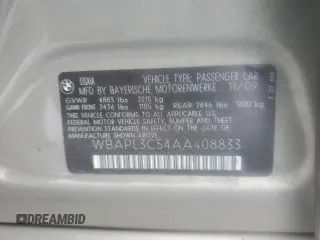 VEHICLE TYPE: PASSENGER CAR
MFD BY BAYERISCHE MOTORENWERKE 11/09
GVWR 4883 lbs 2215 kg
GAWR FRONT 2436 lbs 1105 kg REAR 2646 lbs 1200 kg
THIS VEHICLE CONFORMS TO ALL APPLICABLE
FEDERAL MOTOR VEHICLE SAFETY, BUMPER, AND THEFT
PREVENTION STANDARDS IN EFFECT ON THE DATE OF
MANUFACTURE SHOWN ABOVE.
WBAPL3C54AA408833
DREAMBID